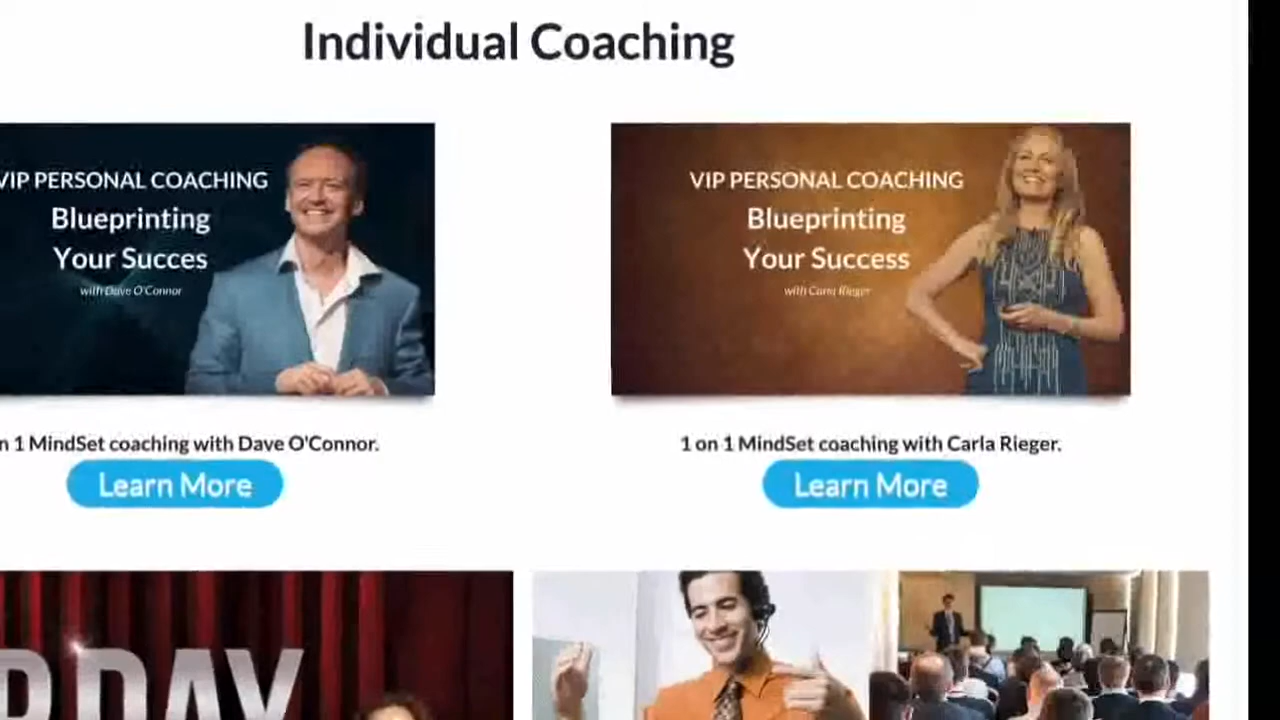 Individual Coaching
VIP PERSONAL COACHING
Blueprinting
Your Succes
with Dave O'Connor
VIP PERSONAL COACHING
Blueprinting
Your Success
with Carla Rieger
n 1 MindSet coaching with Dave O'Connor.
Learn More
1 on 1 MindSet coaching with Carla Rieger.
Learn More
RDAY